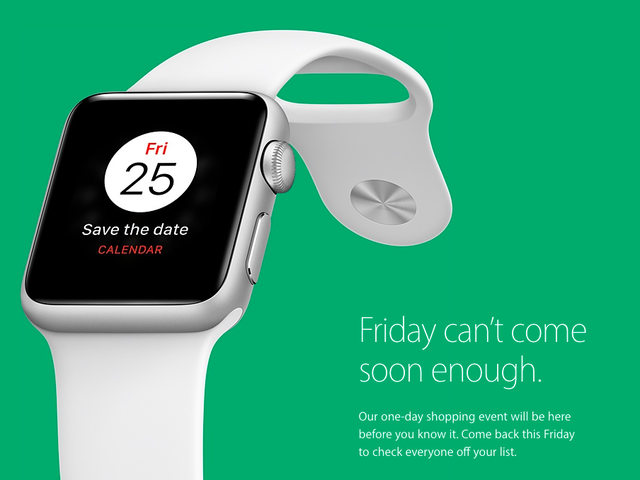 Fri
25
Save the date
CALENDAR
Friday can't come
soon enough.
Our one-day shopping event will be here
before you know it. Come back this Friday
to check everyone off your list.